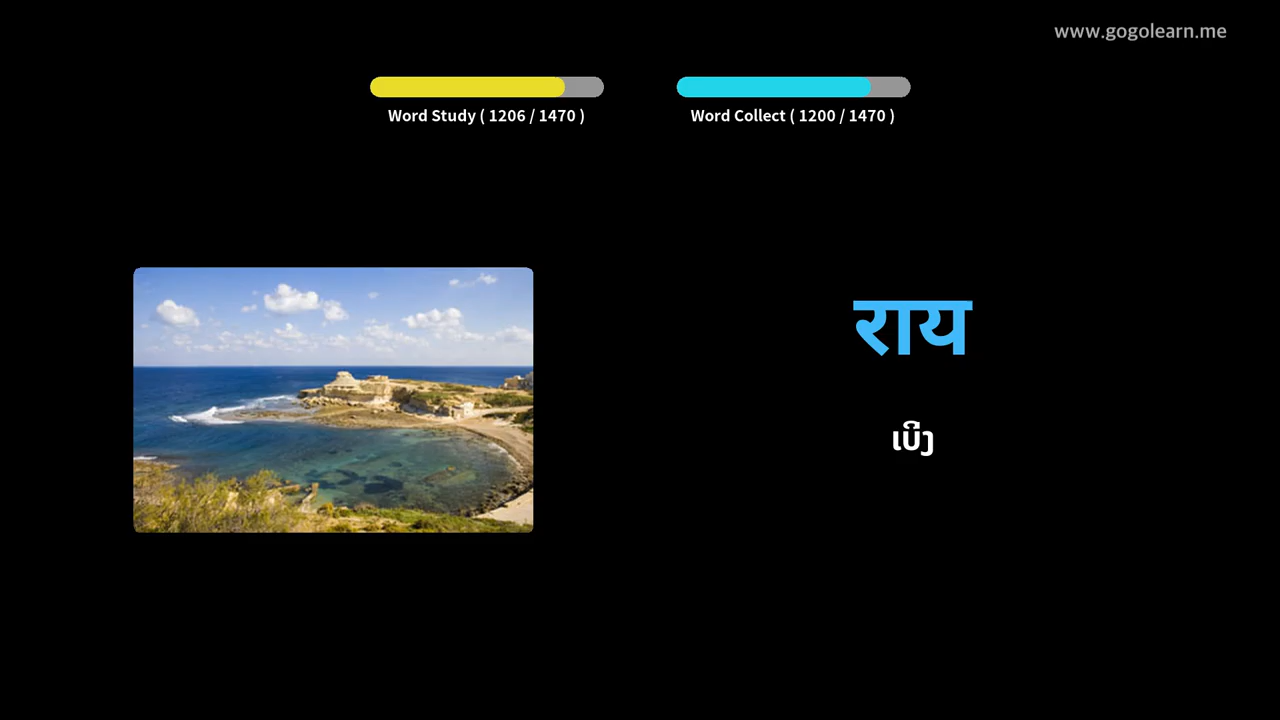 www.gogolearn.me
Word Study ( 1206 / 1470 )
Word Collect ( 1200 / 1470 )
राय
ເບິ່ງ